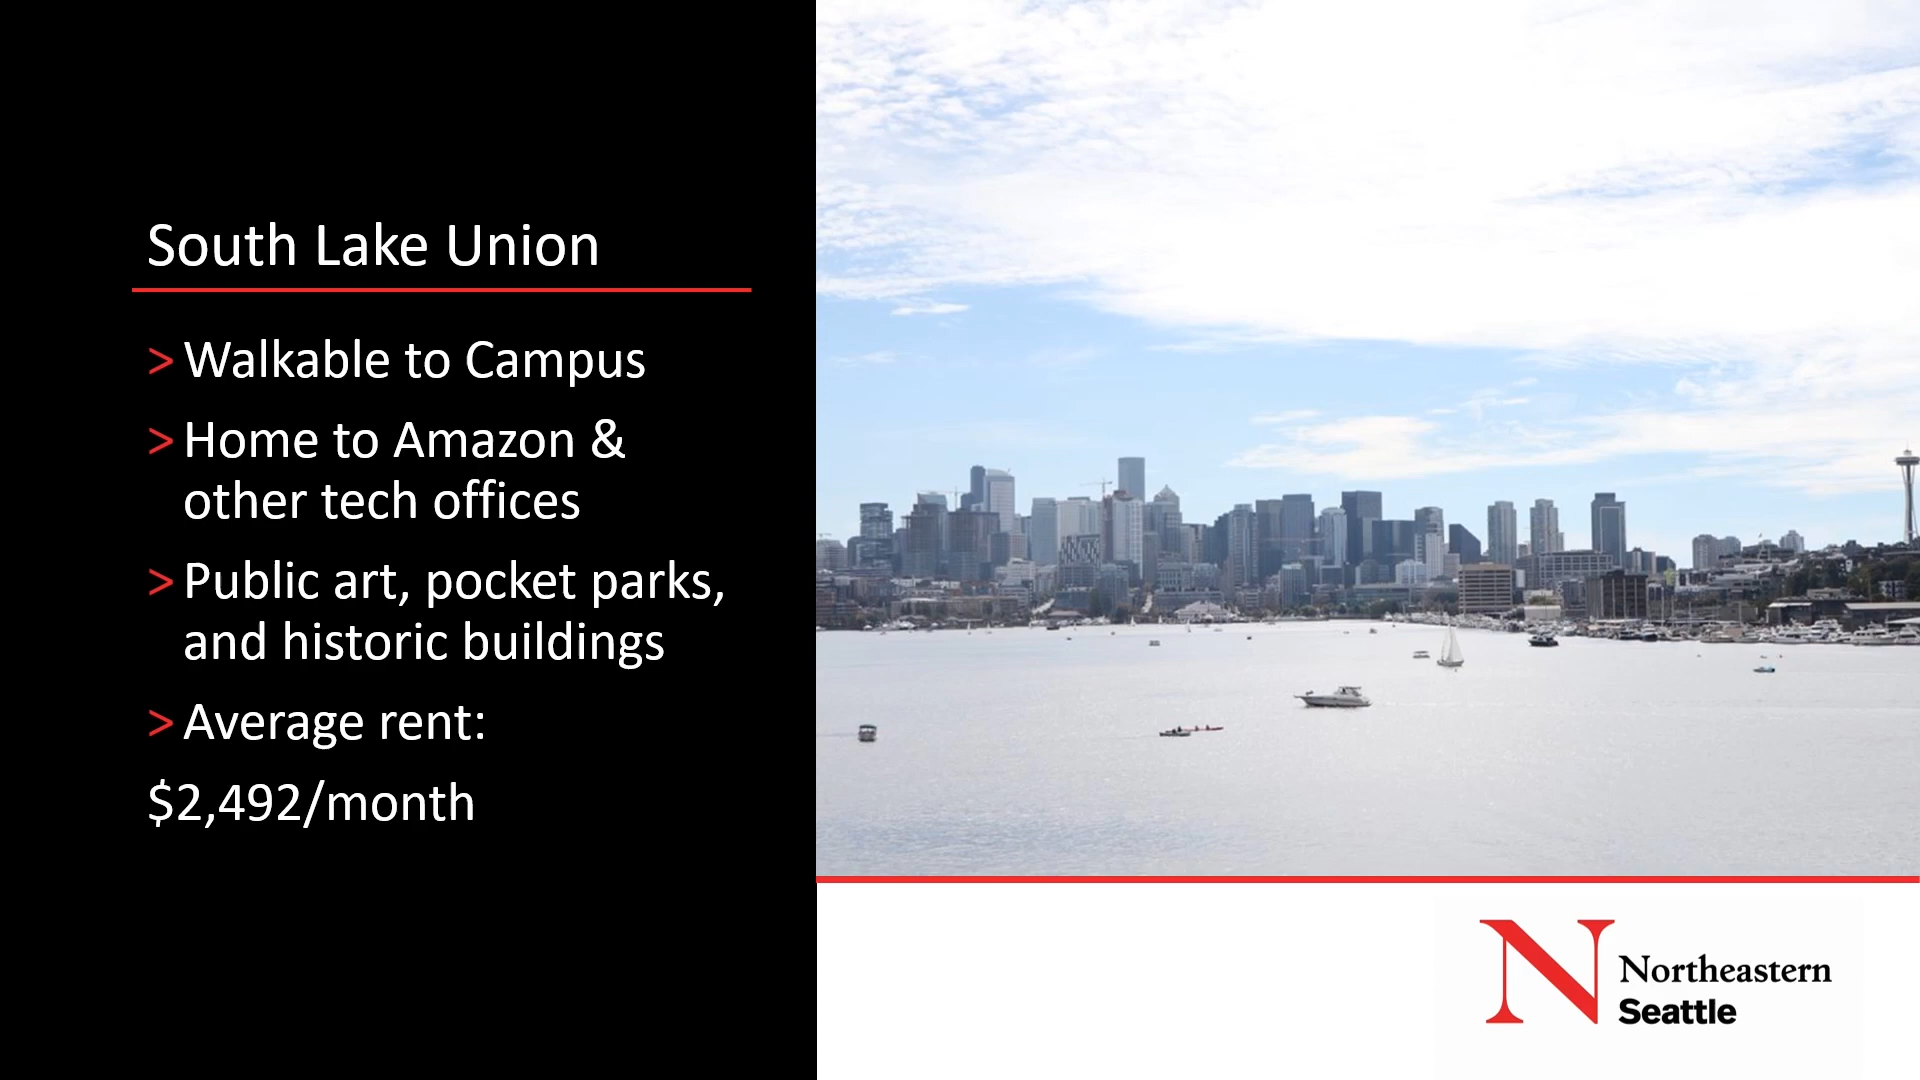 South Lake Union
> Walkable to Campus
> Home to Amazon &
other tech offices
> Public art, pocket parks,
and historic buildings
> Average rent:
$2,492/month
N
Northeastern
Seattle